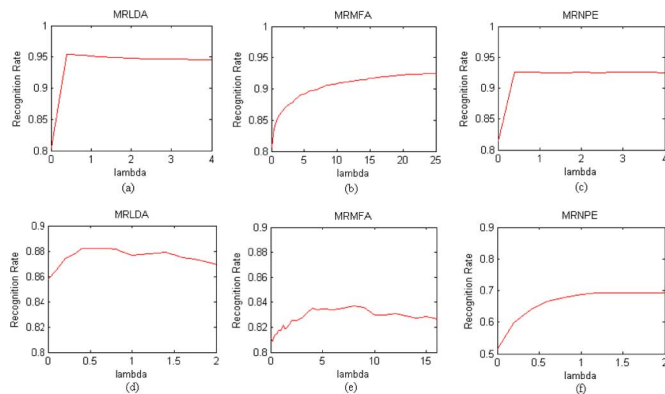 MRLDA
MRMFA
MRNPE
Recognition Rate
1
0.95
0.9
0.85
0.8
0 1 2 3 4
lambda
(a)
Recognition Rate
1
0.95
0.9
0.85
0.8
0 5 10 15 20 25
lambda
(b)
Recognition Rate
1
0.95
0.9
0.85
0.8
0 1 2 3 4
lambda
(c)
MRLDA
MRMFA
MRNPE
Recognition Rate
0.9
0.88
0.86
0.84
0.82
0.8
0 0.5 1 1.5 2
lambda
(d)
Recognition Rate
0.9
0.88
0.86
0.84
0.82
0.8
5 10 15
lambda
(e)
Recognition Rate
0.9
0.8
0.7
0.6
0.5
0 0.5 1 1.5 2
lambda
(f)